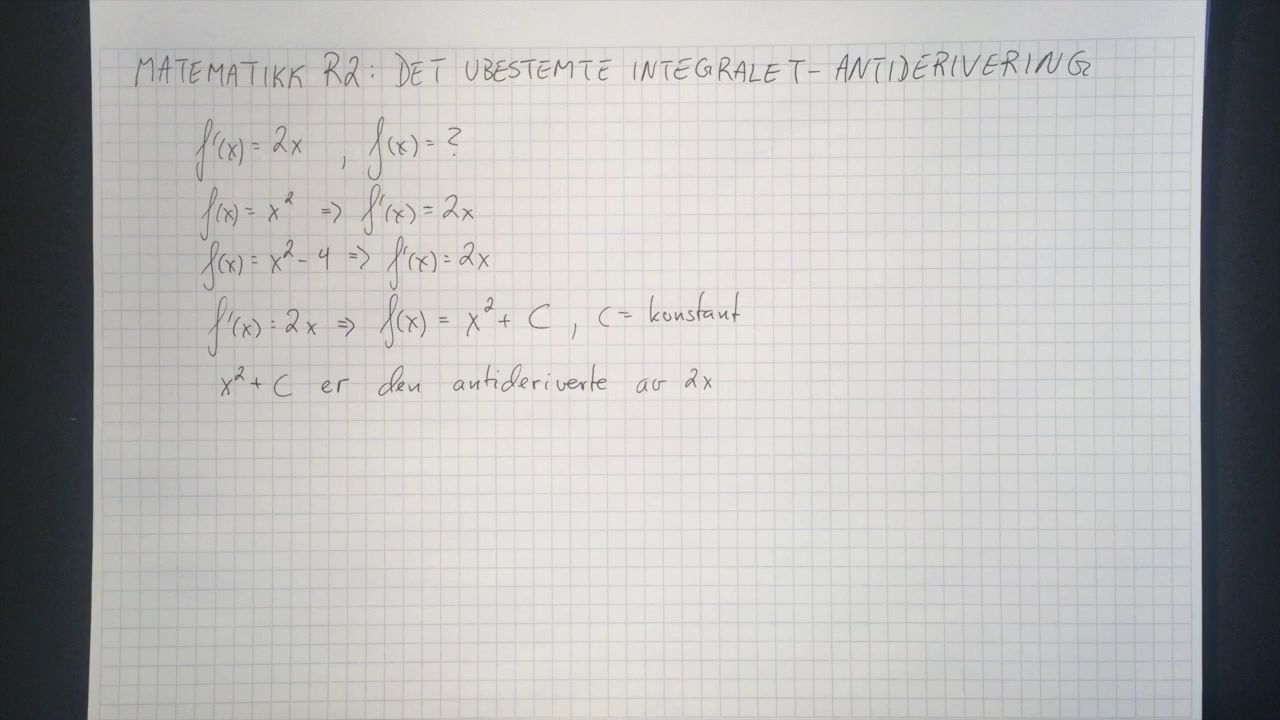 MATEMATIKK R2: DET UBESTEMTE INTEGRALET - ANTIDERIVERING
f'(x) = 2x , f(x) = ?
f(x) = x² => f'(x) = 2x
f(x) = x² - 4 => f'(x) = 2x
f'(x) = 2x => f(x) = x² + C , C = konstant
x² + C er den antideriverte av 2x